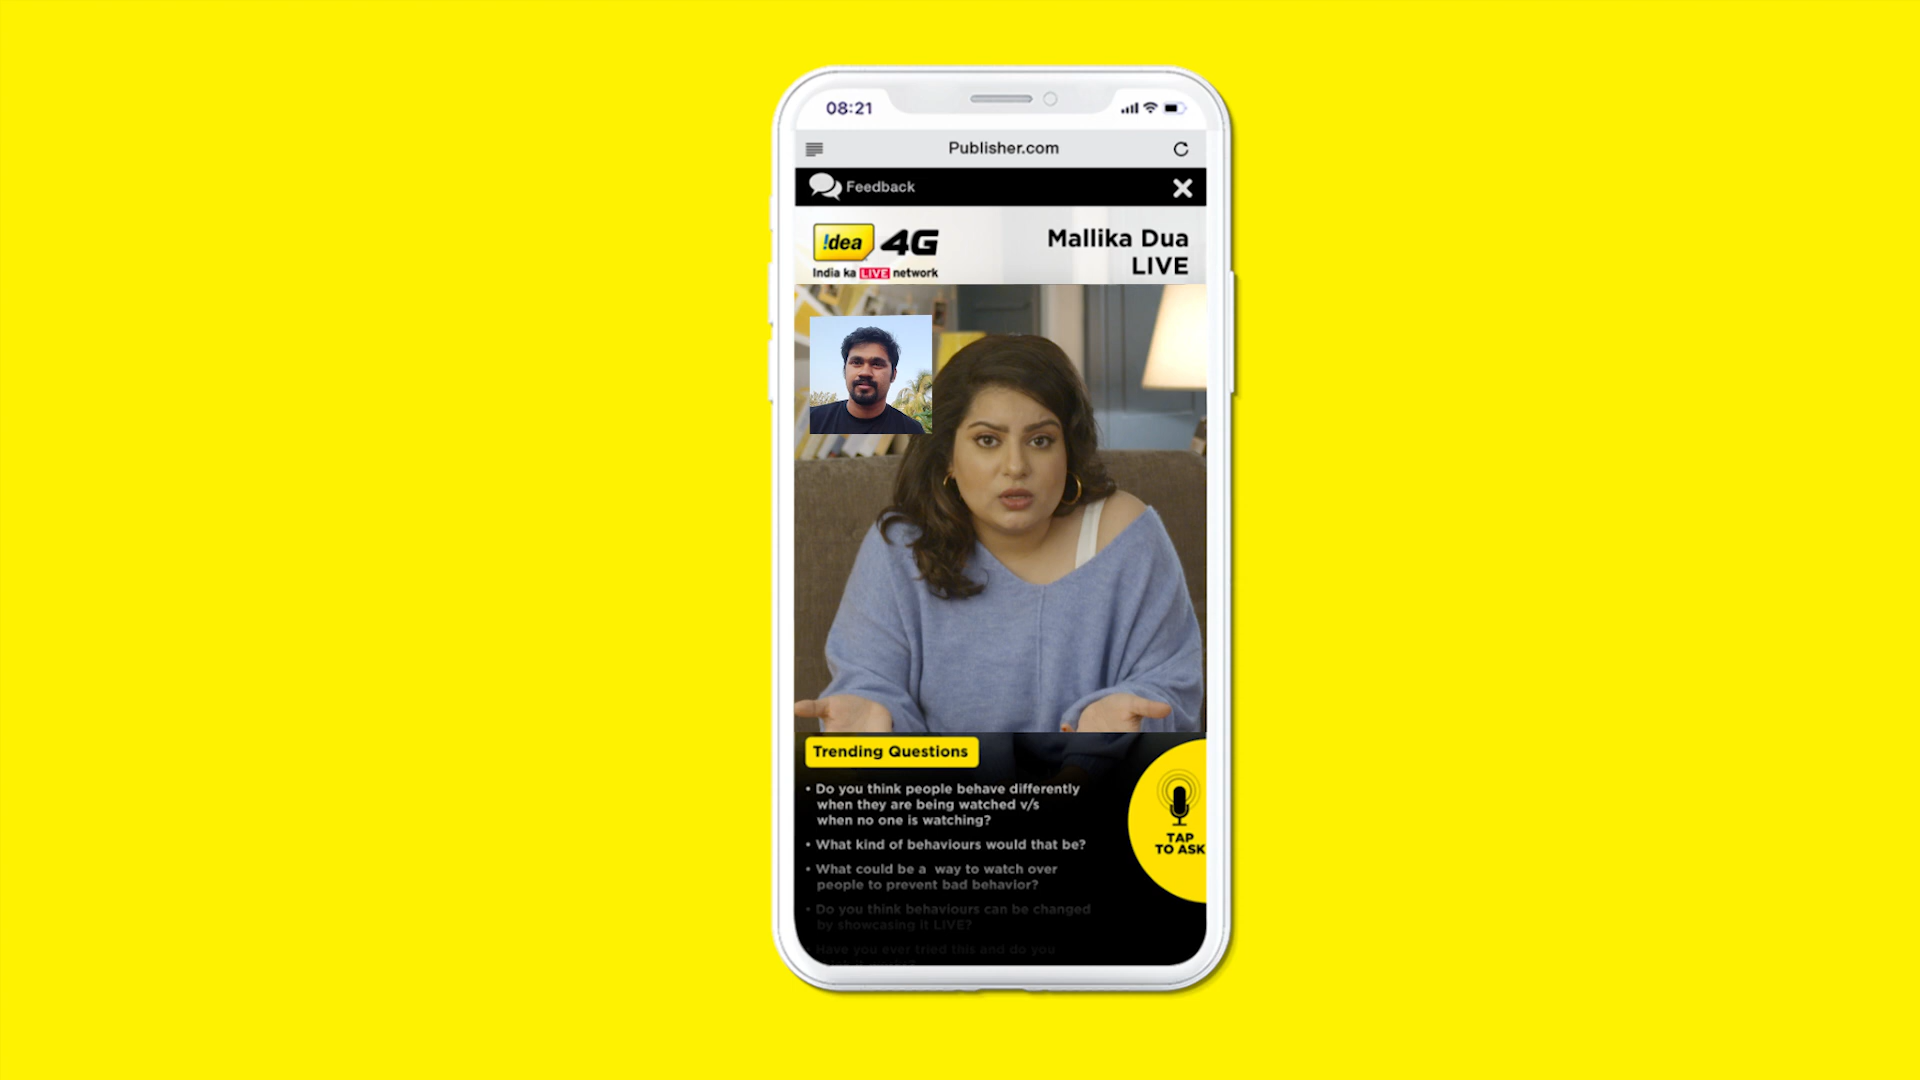 08:21
Publisher.com
Feedback
!dea 4G
India ka LIVE network
Mallika Dua
LIVE
Trending Questions
• Do you think people behave differently
when they are being watched v/s
when no one is watching?
• What kind of behaviours would that be?
• What could be a way to watch over
people to prevent bad behavior?
• Do you think behaviours can be changed
by showcasing it LIVE?
• Have you ever tried this and do you
TAP
TO ASK